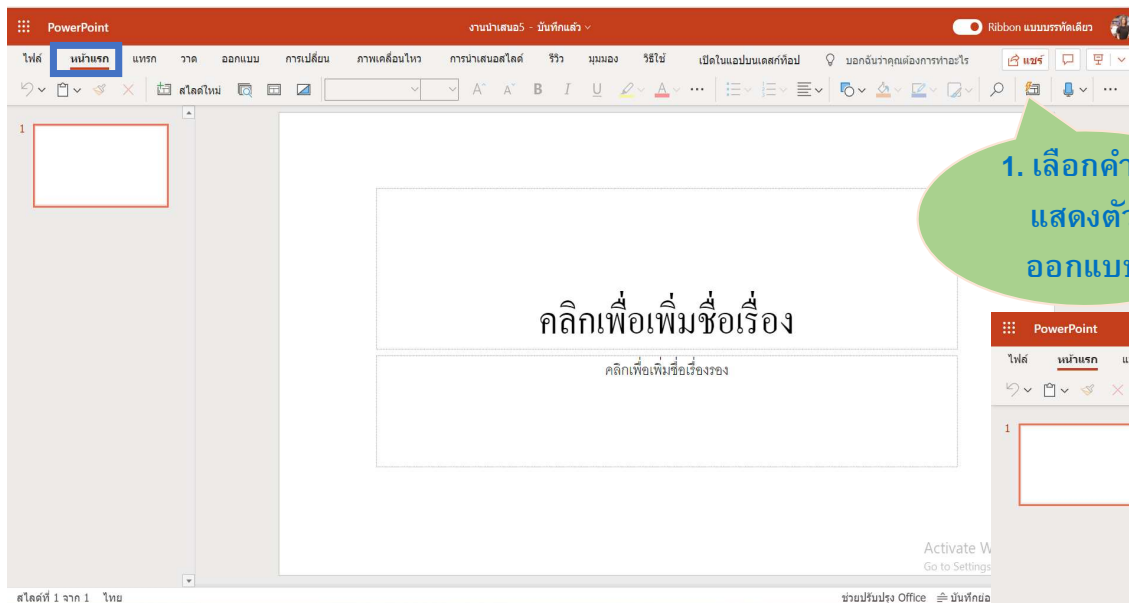 PowerPoint
งานนำเสนอ5 - บันทึกแล้ว
Ribbon แบบบรรทัดเดียว
ไฟล์ หน้าแรก แทรก วาด ออกแบบ การเปลี่ยน ภาพเคลื่อนไหว การนำเสนอสไลด์ รีวิว มุมมอง วิธีใช้ เปิดในแอปบนเดสก์ท็อป บอกฉันว่าคุณต้องการทำอะไร แชร์
สไลด์ใหม่ A^ A˅ B I U A
1
1. เลือกคำ
แสดงตัว
ออกแบบ
คลิกเพื่อเพิ่มชื่อเรื่อง
คลิกเพื่อเพิ่มชื่อเรื่องรอง
PowerPoint
ไฟล์ หน้าแรก
1
Activate W
Go to Settings
สไลด์ที่ 1 จาก 1 ไทย ช่วยปรับปรุง Office บันทึกย่อ